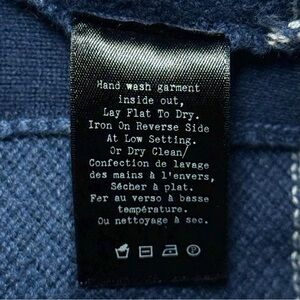 Hand wash garment
inside out,
Lay Flat To Dry.
Iron On Reverse Side
At Low Setting.
Or Dry Clean/
Confection de lavage
des mains à l'envers,
Sécher à plat.
Fer au verso à basse
température.
Ou nettoyage à sec.